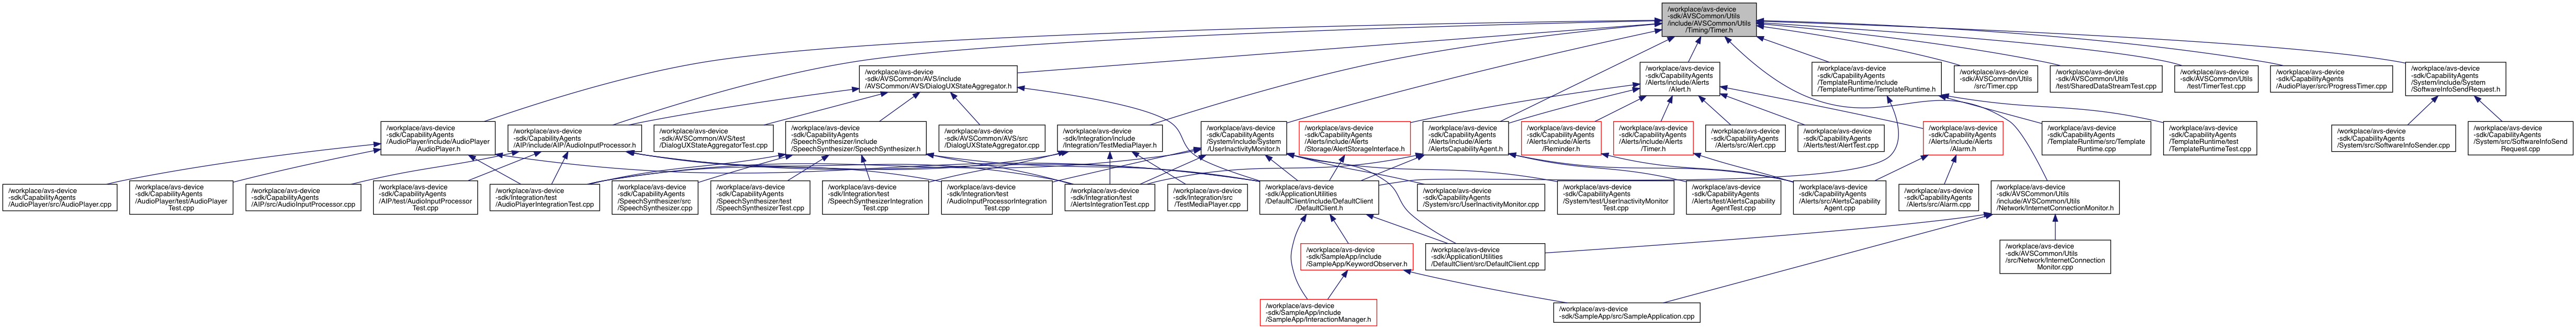 /workplace/avs-device
-sdk/AVSCommon/Utils
/include/AVSCommon/Utils
/Timing/Timer.h
/workplace/avs-device
-sdk/AVSCommon/AVS/include
/AVSCommon/AVS/DialogUXStateAggregator.h
/workplace/avs-device
-sdk/CapabilityAgents
/Alerts/include/Alerts
/Alert.h
/workplace/avs-device
-sdk/CapabilityAgents
/TemplateRuntime/include
/TemplateRuntime/TemplateRuntime.h
/workplace/avs-device
-sdk/AVSCommon/Utils
/src/Timer.cpp
/workplace/avs-device
-sdk/AVSCommon/Utils
/test/SharedDataStreamTest.cpp
/workplace/avs-device
-sdk/AVSCommon/Utils
/test/TimerTest.cpp
/workplace/avs-device
-sdk/CapabilityAgents
/AudioPlayer/src/ProgressTimer.cpp
/workplace/avs-device
-sdk/CapabilityAgents
/System/include/System
/SoftwareInfoSendRequest.h
/workplace/avs-device
-sdk/CapabilityAgents
/AudioPlayer/include/AudioPlayer
/AudioPlayer.h
/workplace/avs-device
-sdk/CapabilityAgents
/AIP/include/AIP/AudioInputProcessor.h
/workplace/avs-device
-sdk/AVSCommon/AVS/test
/DialogUXStateAggregatorTest.cpp
/workplace/avs-device
-sdk/CapabilityAgents
/SpeechSynthesizer/include
/SpeechSynthesizer/SpeechSynthesizer.h
/workplace/avs-device
-sdk/AVSCommon/AVS/src
/DialogUXStateAggregator.cpp
/workplace/avs-device
-sdk/Integration/include
/Integration/TestMediaPlayer.h
/workplace/avs-device
-sdk/CapabilityAgents
/System/include/System
/UserInactivityMonitor.h
/workplace/avs-device
-sdk/CapabilityAgents
/Alerts/include/Alerts
/Storage/AlertStorageInterface.h
/workplace/avs-device
-sdk/CapabilityAgents
/Alerts/include/Alerts
/AlertsCapabilityAgent.h
/workplace/avs-device
-sdk/CapabilityAgents
/Alerts/include/Alerts
/Reminder.h
/workplace/avs-device
-sdk/CapabilityAgents
/Alerts/include/Alerts
/Timer.h
/workplace/avs-device
-sdk/CapabilityAgents
/Alerts/src/Alert.cpp
/workplace/avs-device
-sdk/CapabilityAgents
/Alerts/test/AlertTest.cpp
/workplace/avs-device
-sdk/CapabilityAgents
/Alerts/include/Alerts
/Alarm.h
/workplace/avs-device
-sdk/CapabilityAgents
/TemplateRuntime/src/Template
Runtime.cpp
/workplace/avs-device
-sdk/CapabilityAgents
/TemplateRuntime/test
/TemplateRuntimeTest.cpp
/workplace/avs-device
-sdk/CapabilityAgents
/System/src/SoftwareInfoSender.cpp
/workplace/avs-device
-sdk/CapabilityAgents
/System/src/SoftwareInfoSend
Request.cpp
/workplace/avs-device
-sdk/CapabilityAgents
/AudioPlayer/src/AudioPlayer.cpp
/workplace/avs-device
-sdk/CapabilityAgents
/AudioPlayer/test/AudioPlayer
Test.cpp
/workplace/avs-device
-sdk/CapabilityAgents
/AIP/src/AudioInputProcessor.cpp
/workplace/avs-device
-sdk/CapabilityAgents
/AIP/test/AudioInputProcessor
Test.cpp
/workplace/avs-device
-sdk/Integration/test
/AudioPlayerIntegrationTest.cpp
/workplace/avs-device
-sdk/CapabilityAgents
/SpeechSynthesizer/src
/SpeechSynthesizer.cpp
/workplace/avs-device
-sdk/CapabilityAgents
/SpeechSynthesizer/test
/SpeechSynthesizerTest.cpp
/workplace/avs-device
-sdk/Integration/test
/SpeechSynthesizerIntegration
Test.cpp
/workplace/avs-device
-sdk/Integration/test
/AudioInputProcessorIntegration
Test.cpp
/workplace/avs-device
-sdk/Integration/test
/AlertsIntegrationTest.cpp
/workplace/avs-device
-sdk/Integration/src
/TestMediaPlayer.cpp
/workplace/avs-device
-sdk/ApplicationUtilities
/DefaultClient/include/DefaultClient
/DefaultClient.h
/workplace/avs-device
-sdk/CapabilityAgents
/System/src/UserInactivityMonitor.cpp
/workplace/avs-device
-sdk/CapabilityAgents
/System/test/UserInactivityMonitor
Test.cpp
/workplace/avs-device
-sdk/CapabilityAgents
/Alerts/test/AlertsCapability
AgentTest.cpp
/workplace/avs-device
-sdk/CapabilityAgents
/Alerts/src/AlertsCapability
Agent.cpp
/workplace/avs-device
-sdk/CapabilityAgents
/Alerts/src/Alarm.cpp
/workplace/avs-device
-sdk/AVSCommon/Utils
/include/AVSCommon/Utils
/Network/InternetConnectionMonitor.h
/workplace/avs-device
-sdk/SampleApp/include
/SampleApp/KeywordObserver.h
/workplace/avs-device
-sdk/ApplicationUtilities
/DefaultClient/src/DefaultClient.cpp
/workplace/avs-device
-sdk/AVSCommon/Utils
/src/Network/InternetConnection
Monitor.cpp
/workplace/avs-device
-sdk/SampleApp/include
/SampleApp/InteractionManager.h
/workplace/avs-device
-sdk/SampleApp/src/SampleApplication.cpp